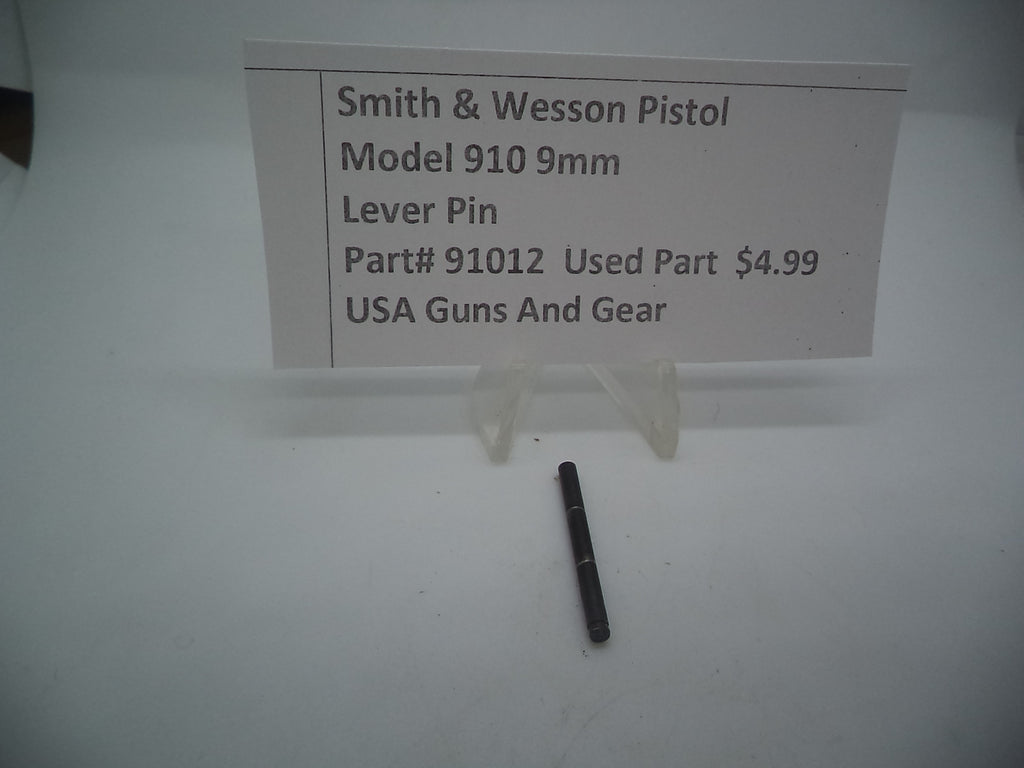 Smith & Wesson Pistol
Model 910 9mm
Lever Pin
Part# 91012 Used Part $4.99
USA Guns And Gear